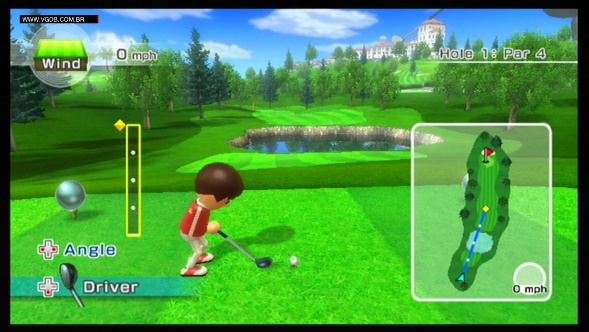 WWW.VGDB.COM.BR
Wind
0 mph
Hole 1: Par 4
Angle
Driver
0 mph